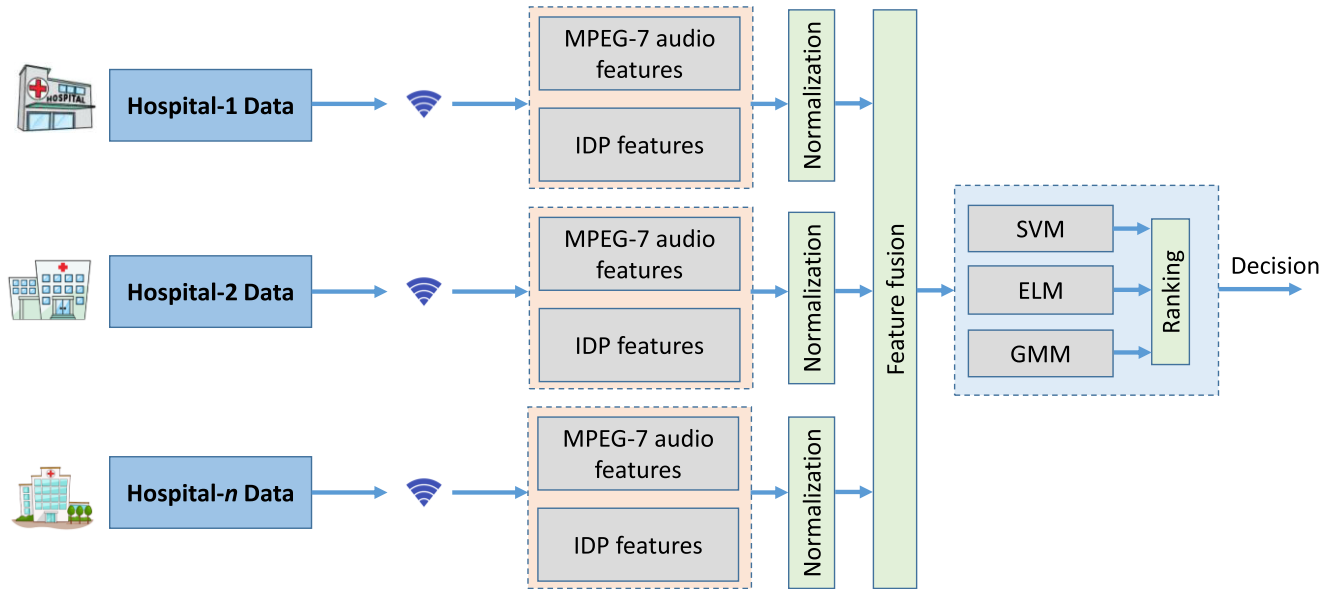 HOSPITAL
Hospital-1 Data
MPEG-7 audio
features
IDP features
Normalization
Hospital-2 Data
MPEG-7 audio
features
IDP features
Normalization
Hospital-n Data
MPEG-7 audio
features
IDP features
Normalization
Feature fusion
SVM
ELM
GMM
Ranking
Decision